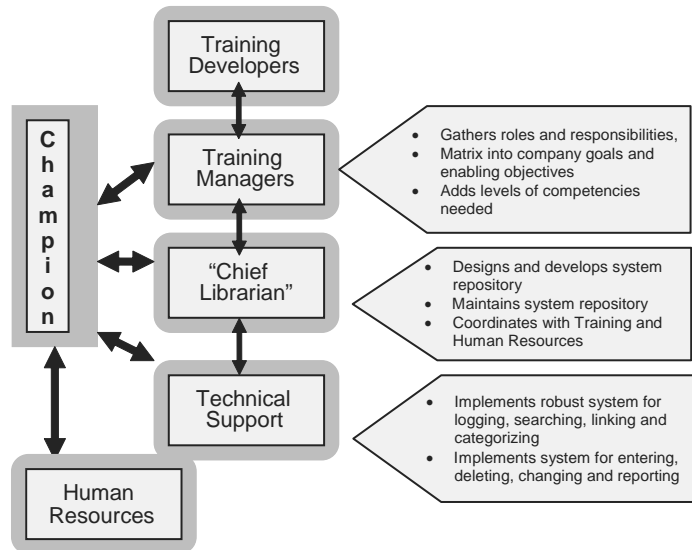 Training
Developers
Champion
Training
Managers
• Gathers roles and responsibilities,
• Matrix into company goals and
enabling objectives
• Adds levels of competencies
needed
“Chief
Librarian”
• Designs and develops system
repository
• Maintains system repository
• Coordinates with Training and
Human Resources
Technical
Support
• Implements robust system for
logging, searching, linking and
categorizing
• Implements system for entering,
deleting, changing and reporting
Human
Resources